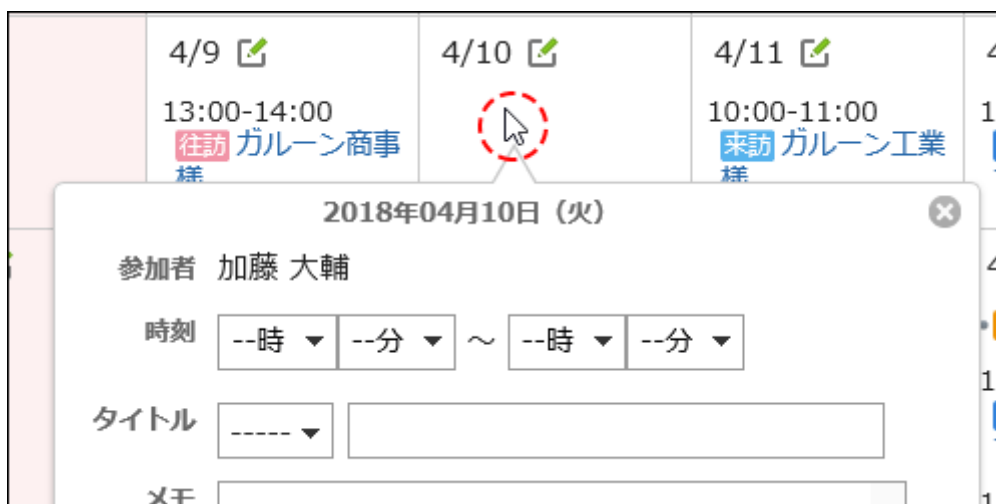 4/9
4/10
4/11
13:00-14:00
往訪 ガルーン商事
様
10:00-11:00
来訪 ガルーン工業
様
2018年04月10日（火）
参加者 加藤 大輔
時刻 --時 --分 ～ --時 --分
タイトル -----
メモ